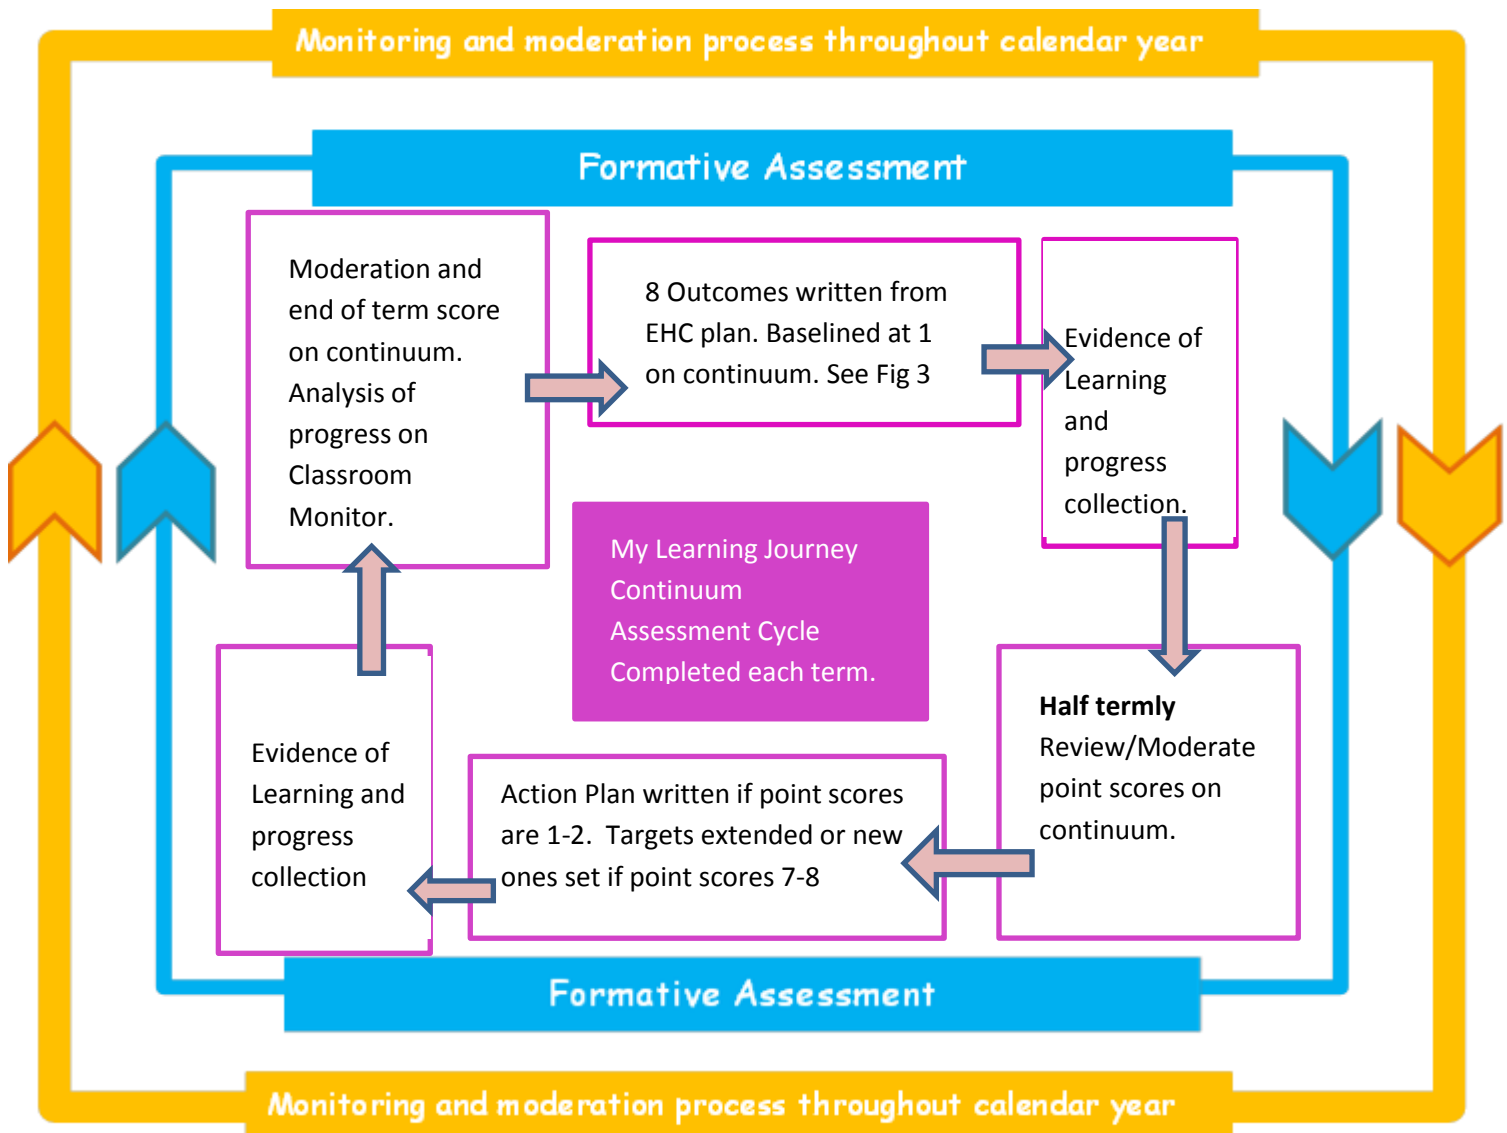 Monitoring and moderation process throughout calendar year
Formative Assessment
Moderation and
end of term score
on continuum.
Analysis of
progress on
Classroom
Monitor.
8 Outcomes written from
EHC plan. Baselined at 1
on continuum. See Fig 3
Evidence of
Learning
and
progress
collection.
My Learning Journey
Continuum
Assessment Cycle
Completed each term.
Half termly
Review/Moderate
point scores on
continuum.
Action Plan written if point scores
are 1-2.  Targets extended or new
ones set if point scores 7-8
Evidence of
Learning and
progress
collection
Formative Assessment
Monitoring and moderation process throughout calendar year